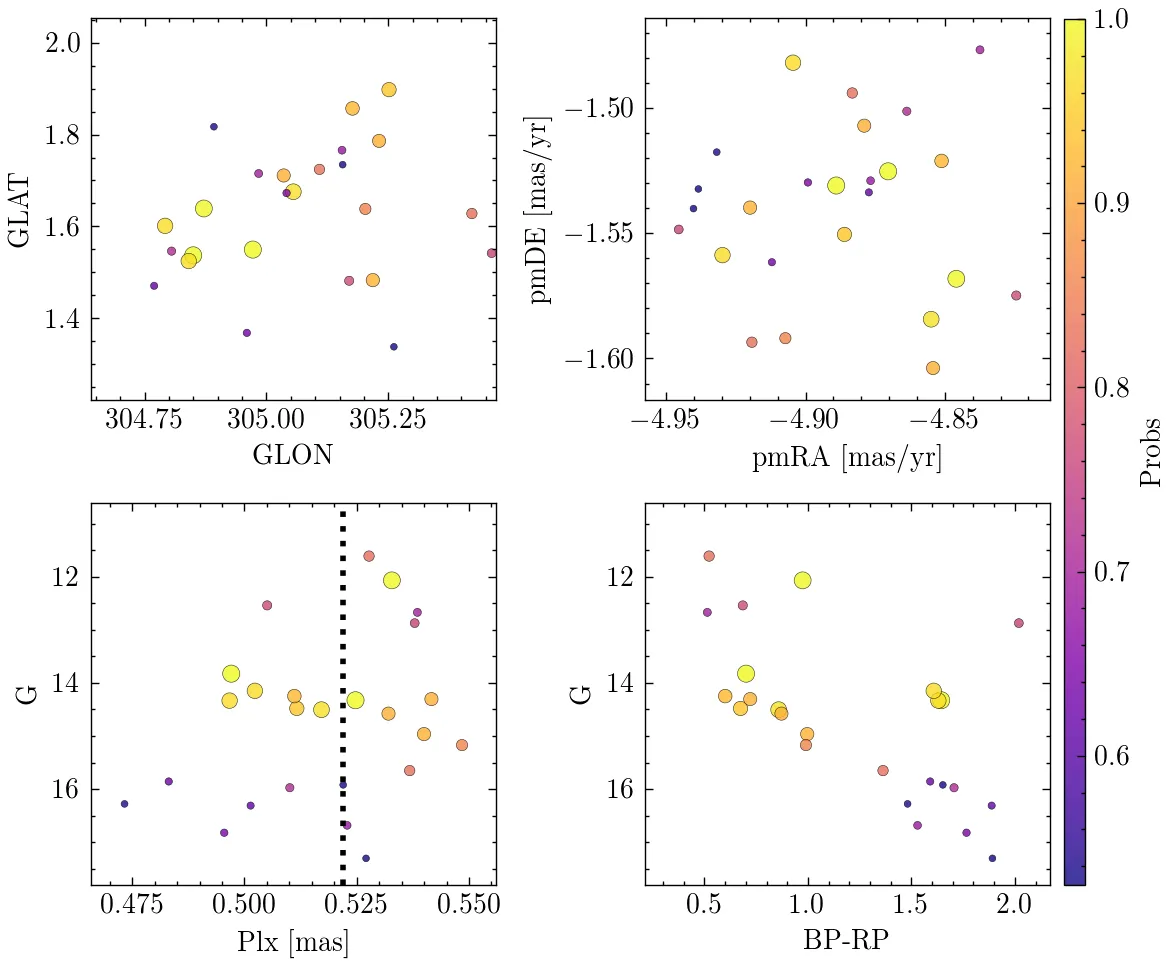 2.0
1.8
1.6
1.4
GLAT
304.75 305.00 305.25
GLON
−1.50
−1.55
−1.60
pmDE [mas/yr]
−4.95 −4.90 −4.85
pmRA [mas/yr]
12
14
16
G
0.475 0.500 0.525 0.550
Plx [mas]
12
14
16
G
0.5 1.0 1.5 2.0
BP-RP
1.0
0.9
0.8
0.7
0.6
Probs